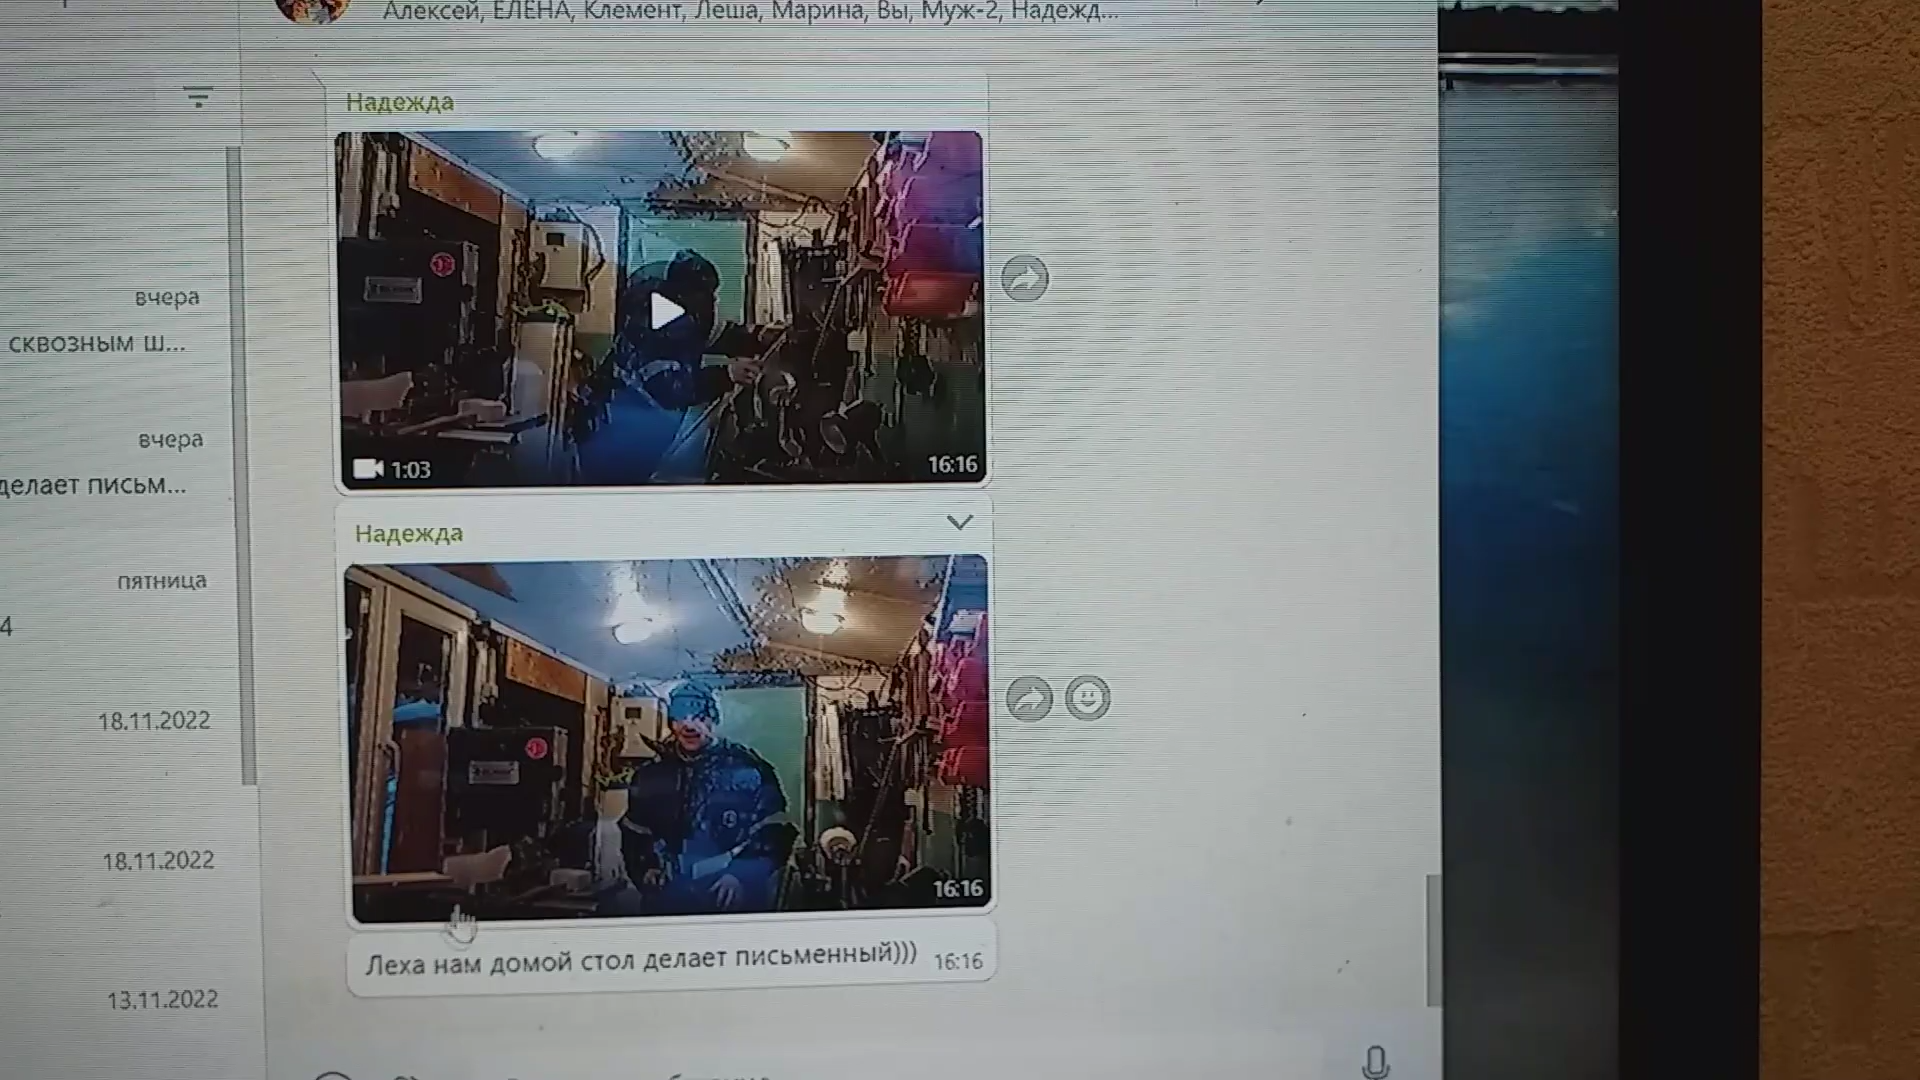 Алексей, ЕЛЕНА, Клемент, Леша, Марина, Вы, Муж-2, Надежд...
Надежда
вчера
сквозным ш...
1:03
16:16
вчера
делает письм...
Надежда
пятница
4
18.11.2022
18.11.2022
16:16
Леха нам домой стол делает письменный)))
16:16
13.11.2022